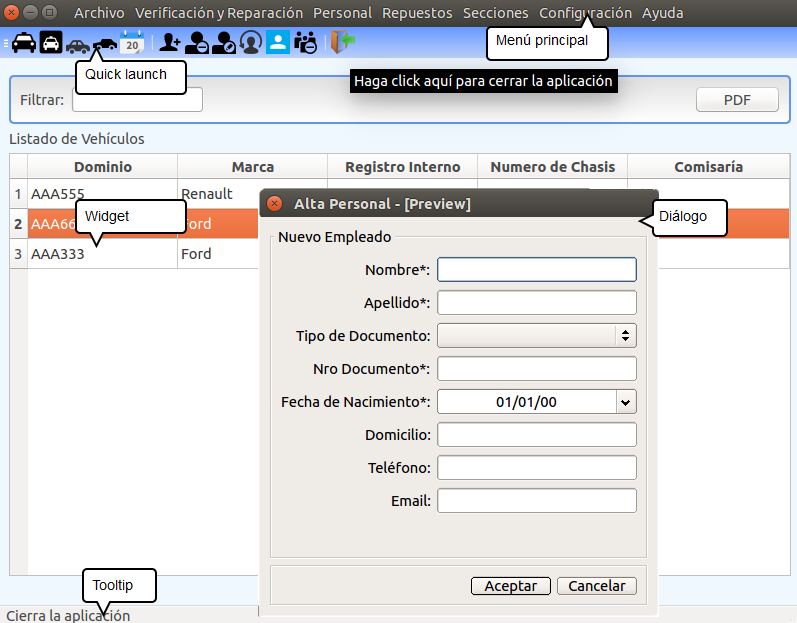 Archivo Verificación y Reparación Personal Repuestos Secciones Configuración Ayuda
20
Menú principal
Quick launch
Haga click aquí para cerrar la aplicación
Filtrar:
PDF
Listado de Vehículos
Dominio Marca Registro Interno Numero de Chasis Comisaría
1 AAA555 Renault
2 AAA66 Ford
Widget
3 AAA333 Ford
Alta Personal - [Preview]
Diálogo
Nuevo Empleado
Nombre*:
Apellido*:
Tipo de Documento:
Nro Documento*:
Fecha de Nacimiento*: 01/01/00
Domicilio:
Teléfono:
Email:
Aceptar Cancelar
Tooltip
Cierra la aplicación